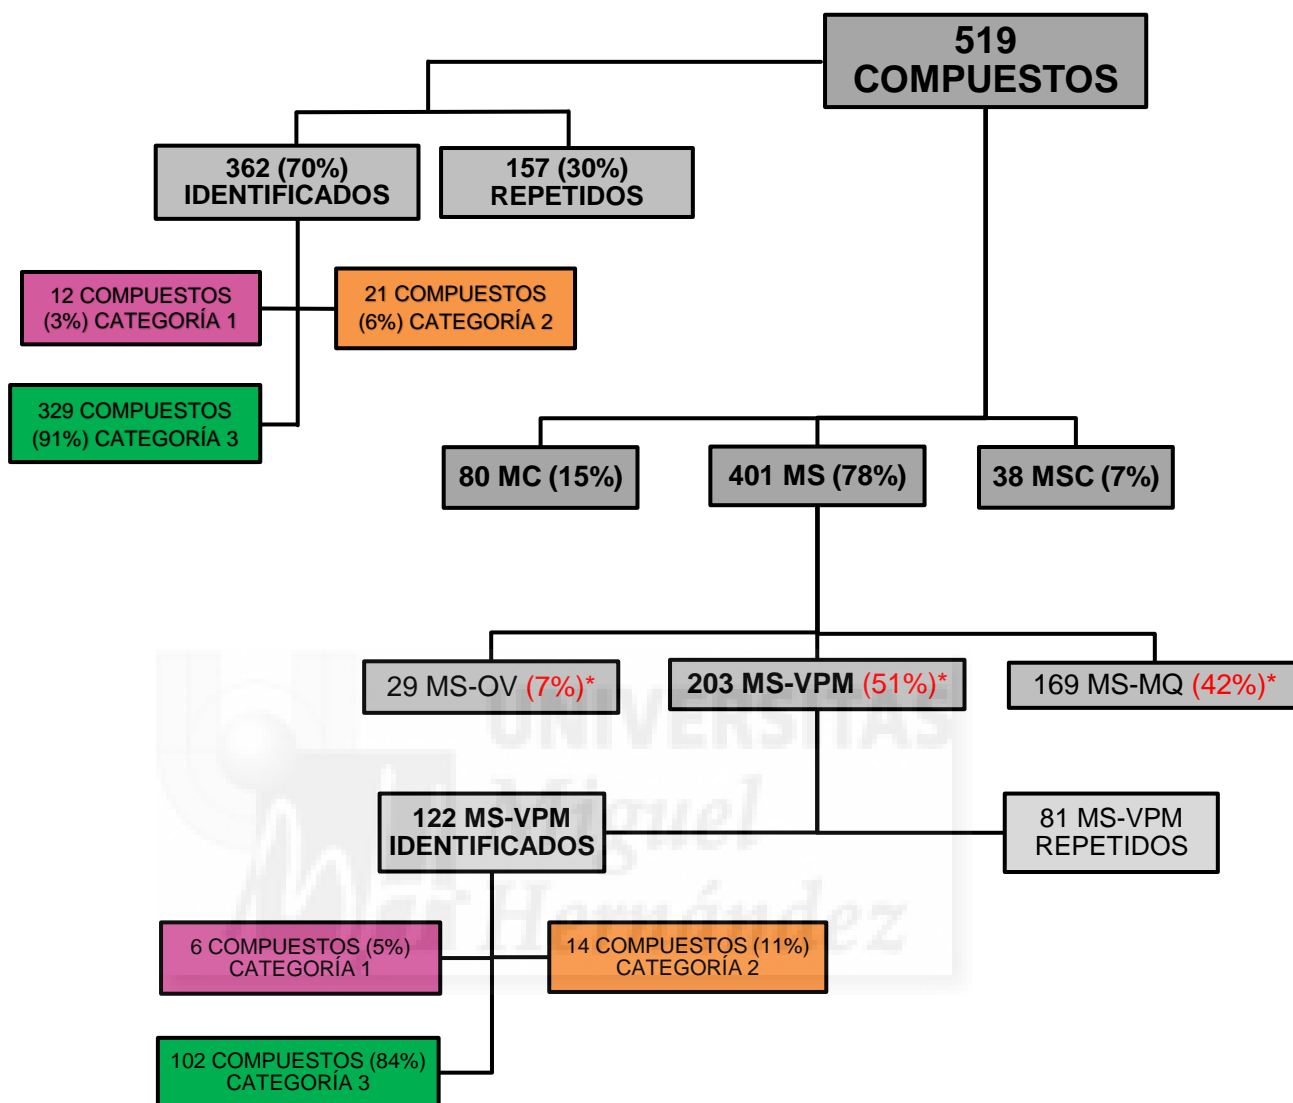 519
COMPUESTOS
362 (70%)
IDENTIFICADOS
157 (30%)
REPETIDOS
12 COMPUESTOS
(3%) CATEGORÍA 1
21 COMPUESTOS
(6%) CATEGORÍA 2
329 COMPUESTOS
(91%) CATEGORÍA 3
80 MC (15%)
401 MS (78%)
38 MSC (7%)
29 MS-OV (7%)*
203 MS-VPM (51%)*
169 MS-MQ (42%)*
UNIVERSITAS
Miguel
Hernández
122 MS-VPM
IDENTIFICADOS
81 MS-VPM
REPETIDOS
6 COMPUESTOS (5%)
CATEGORÍA 1
14 COMPUESTOS (11%)
CATEGORÍA 2
102 COMPUESTOS (84%)
CATEGORÍA 3